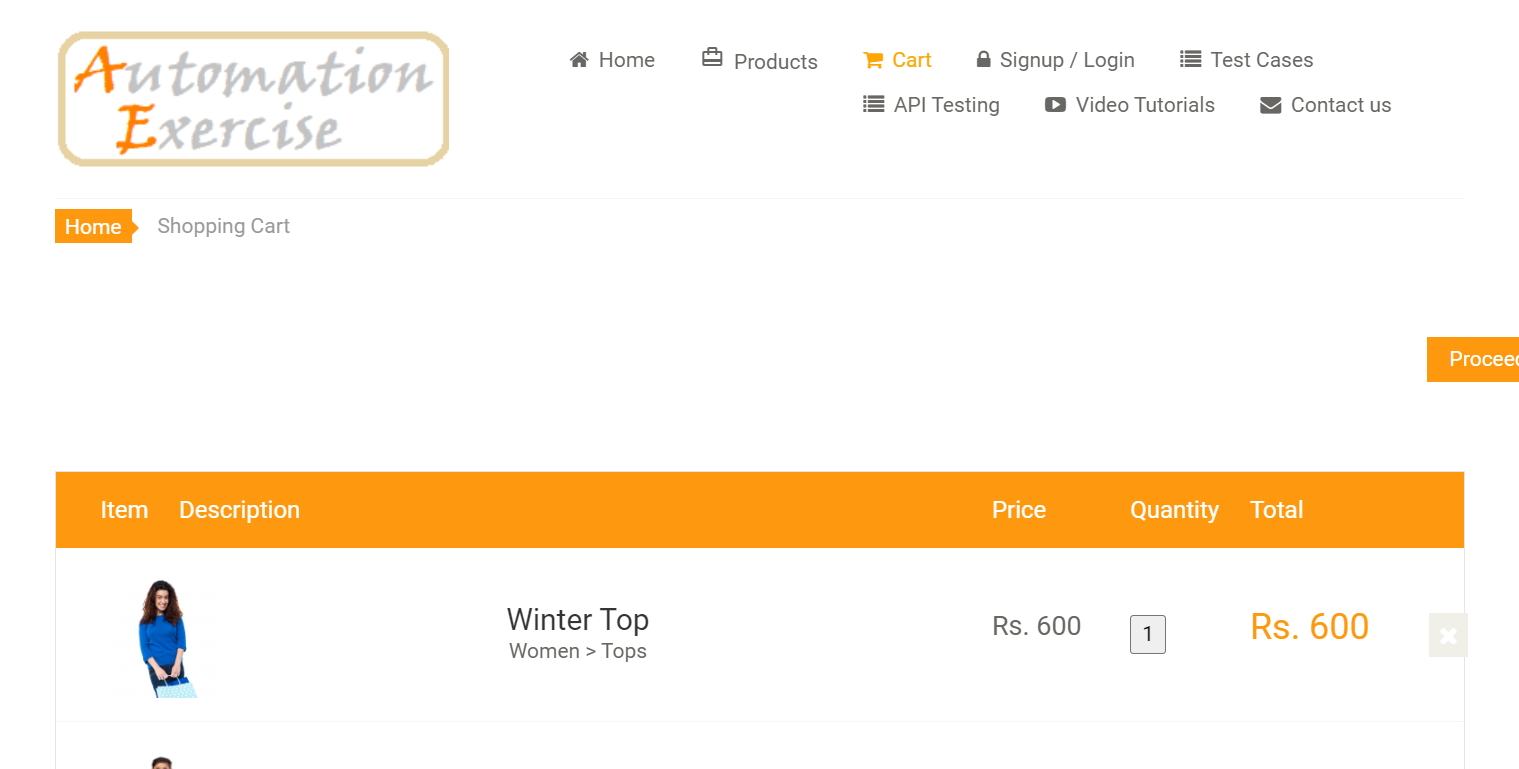 Automation
Exercise
Home Products Cart Signup / Login Test Cases
API Testing Video Tutorials Contact us
Home Shopping Cart
Proceed
Item Description Price Quantity Total
Winter Top Rs. 600 1 Rs. 600
Women > Tops